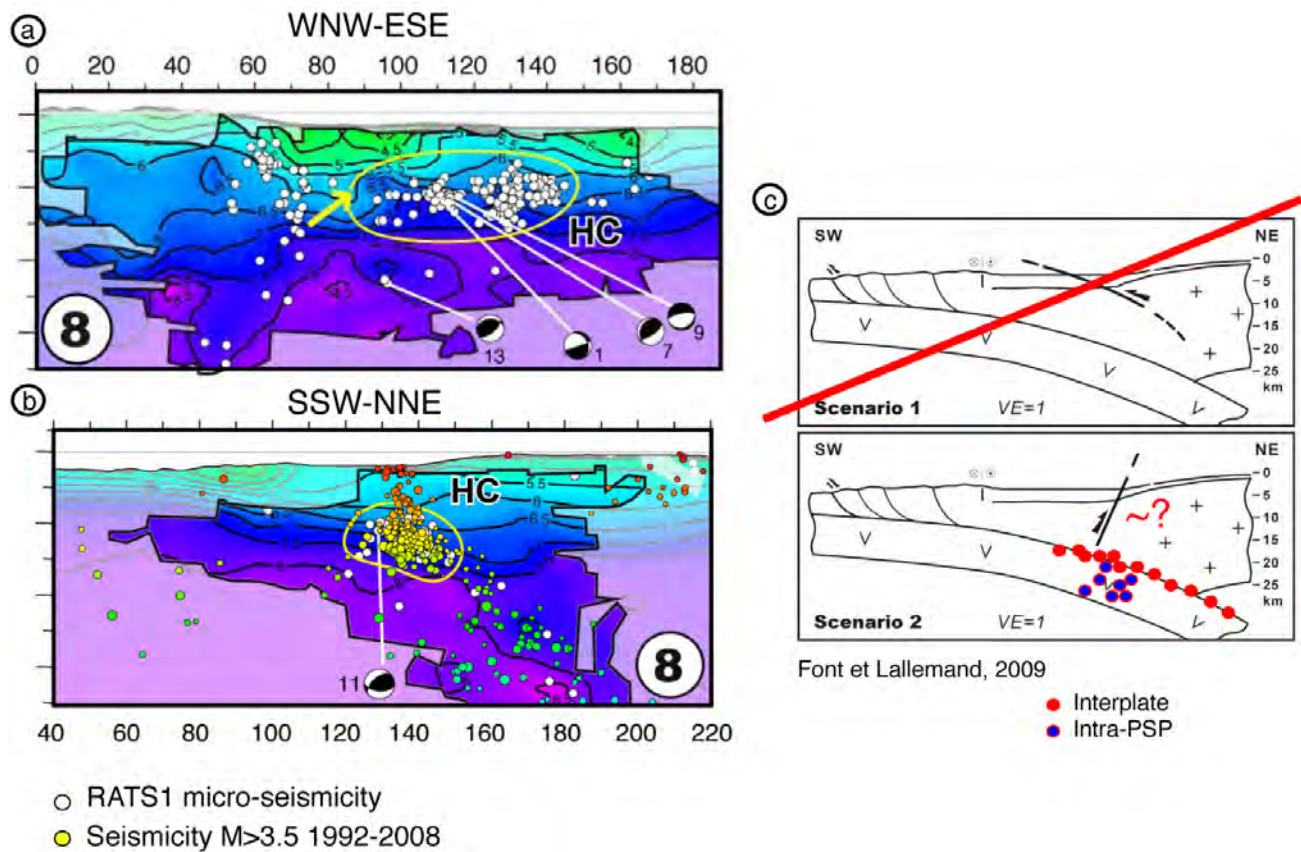 a
WNW-ESE
0 20 40 60 80 100 120 140 160 180
HC
8
13
1
7
9
b
SSW-NNE
HC
5.5
6
6.5
8
11
40 60 80 100 120 140 160 180 200 220
RATS1 micro-seismicity
Seismicity M>3.5 1992-2008
c
SW
NE
0
5
10
15
20
25
km
Scenario 1
VE=1
SW
NE
0
5
10
15
20
25
km
~?
Scenario 2
VE=1
Font et Lallemand, 2009
Interplate
Intra-PSP